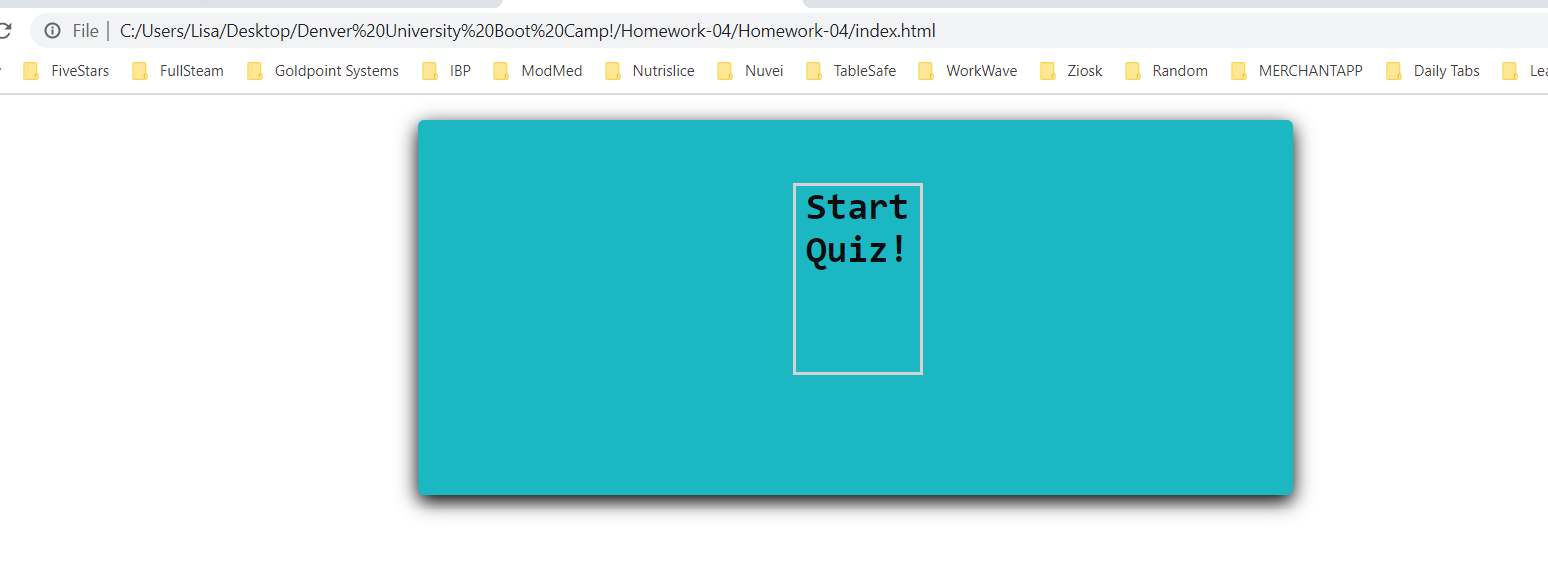 File | C:/Users/Lisa/Desktop/Denver%20University%20Boot%20Camp!/Homework-04/Homework-04/index.html
FiveStars FullSteam Goldpoint Systems IBP ModMed Nutrislice Nuvei TableSafe WorkWave Ziosk Random MERCHANTAPP Daily Tabs Lea
Start
Quiz!